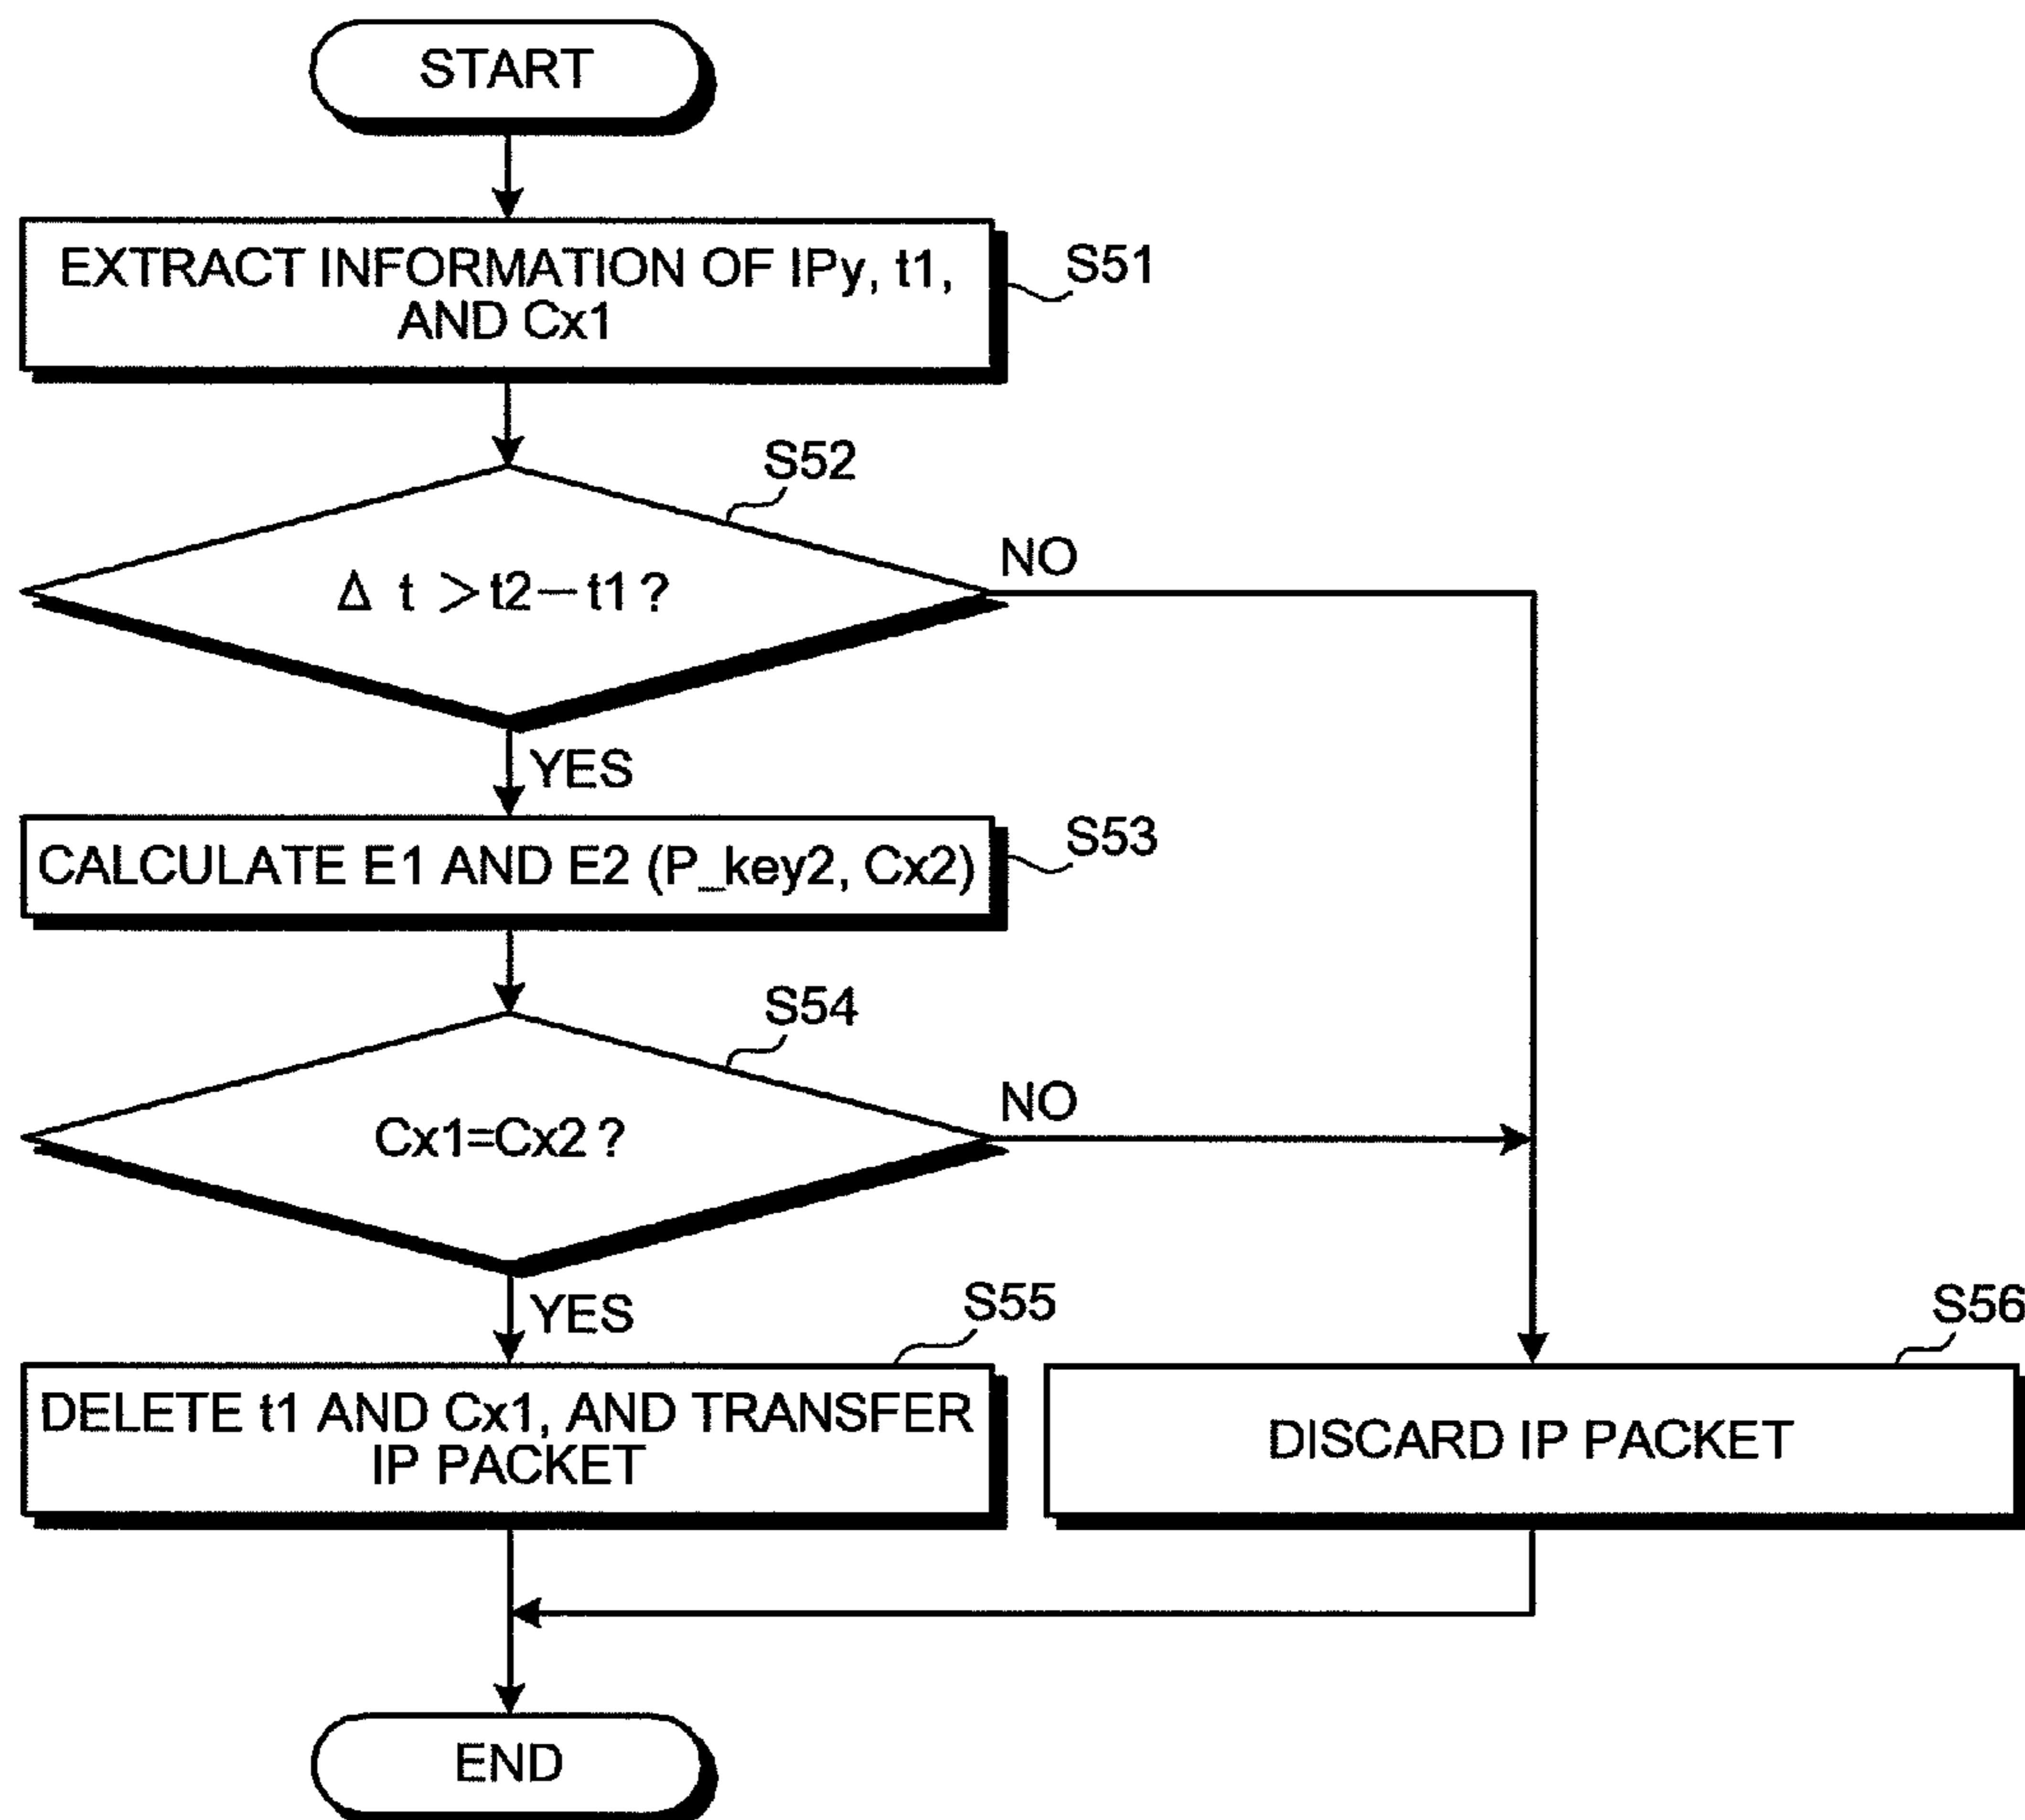 START
EXTRACT INFORMATION OF IPy, t1,
AND Cx1
S51
S52
Δ t >t2−t1?
NO
YES
CALCULATE E1 AND E2 (P_key2, Cx2)
S53
S54
Cx1=Cx2?
NO
YES
S55
DELETE t1 AND Cx1, AND TRANSFER
IP PACKET
S56
DISCARD IP PACKET
END